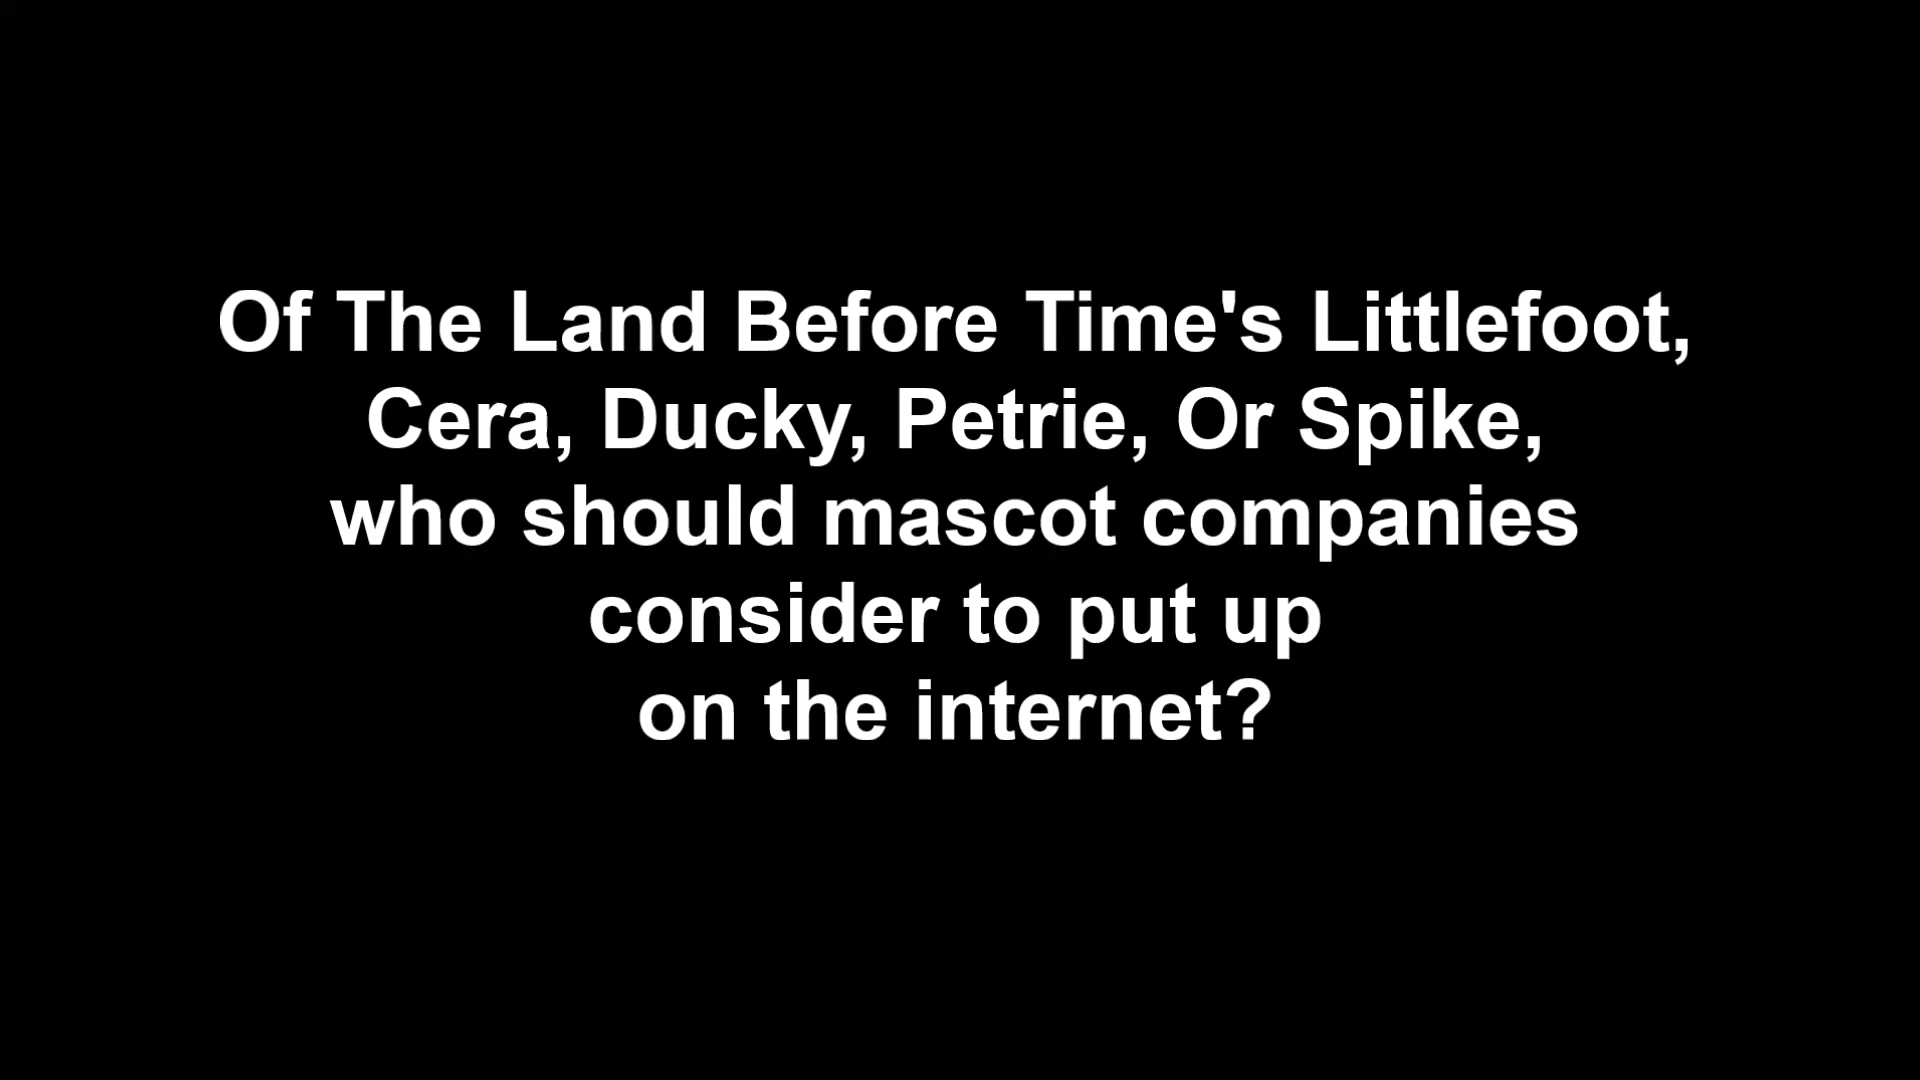 Of The Land Before Time's Littlefoot,
Cera, Ducky, Petrie, Or Spike,
who should mascot companies
consider to put up
on the internet?